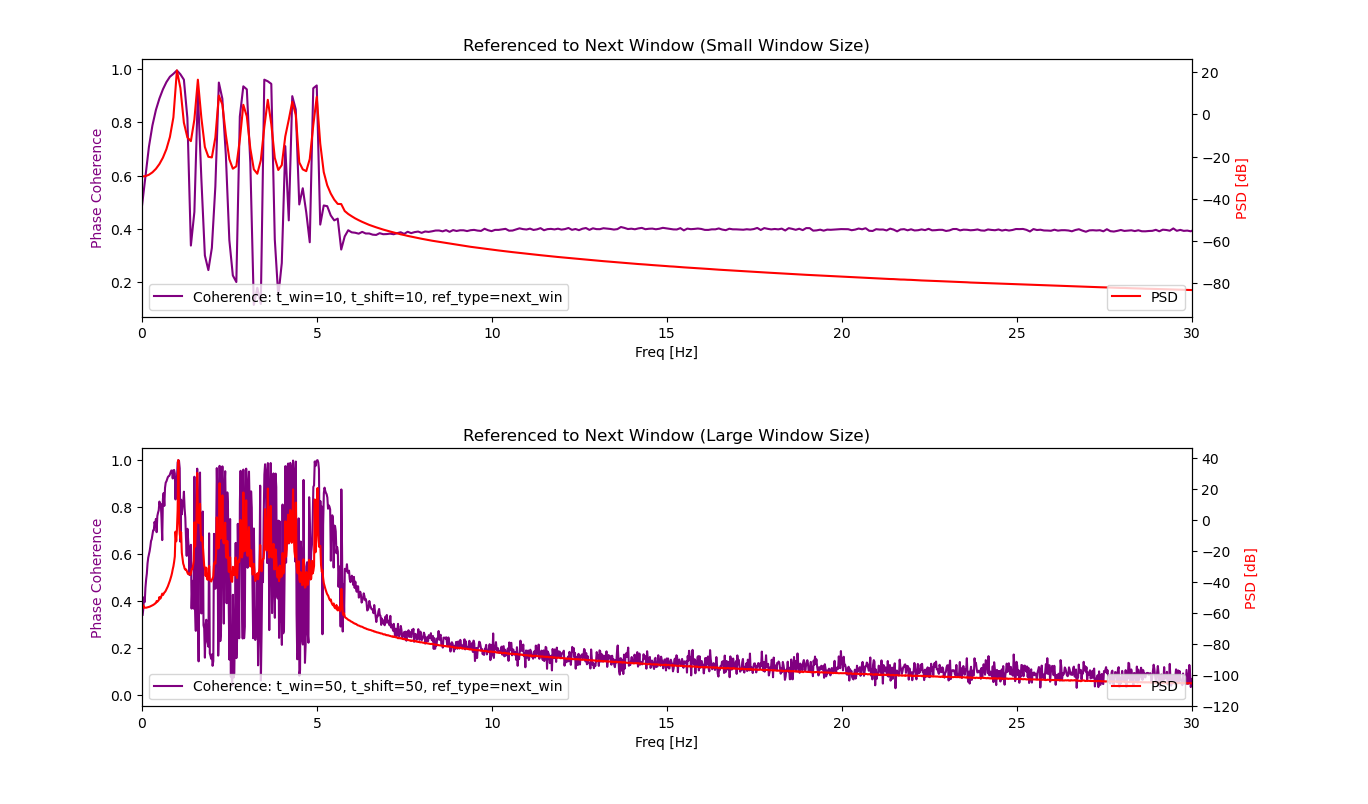 Referenced to Next Window (Small Window Size)
1.0
0.8
0.6
0.4
0.2
Phase Coherence
20
0
−20
−40
−60
−80
PSD [dB]
Coherence: t_win=10, t_shift=10, ref_type=next_win
PSD
0 5 10 15 20 25 30
Freq [Hz]
Referenced to Next Window (Large Window Size)
1.0
0.8
0.6
0.4
0.2
0.0
Phase Coherence
40
20
0
−20
−40
−60
−80
−100
−120
PSD [dB]
Coherence: t_win=50, t_shift=50, ref_type=next_win
PSD
0 5 10 15 20 25 30
Freq [Hz]